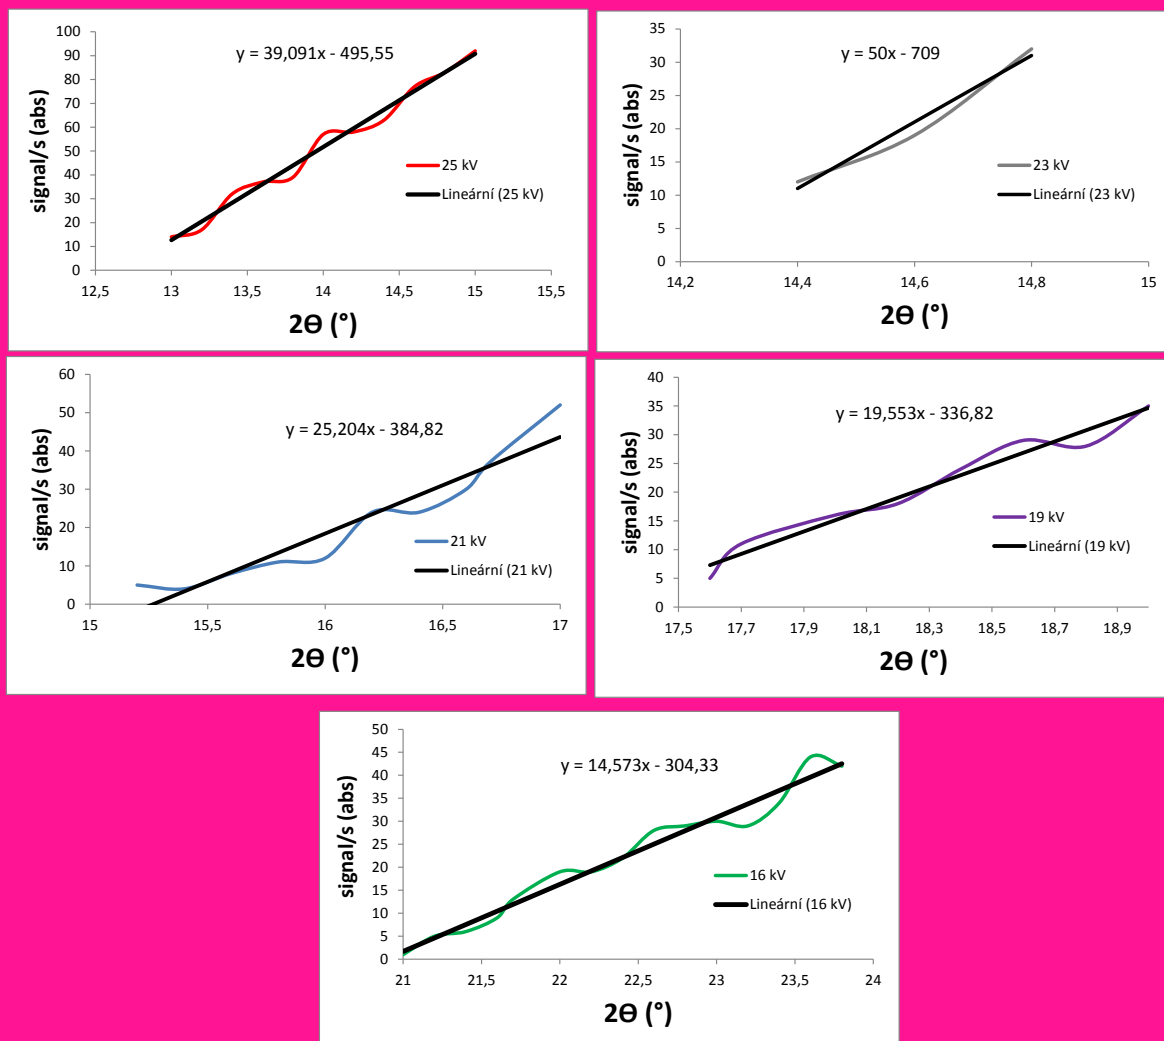 y = 39,091x - 495,55
signal/s (abs)
100
90
80
70
60
50
40
30
20
10
0
12,5 13 13,5 14 14,5 15 15,5
2Ө (°)
25 kV
Lineární (25 kV)
y = 50x - 709
signal/s (abs)
35
30
25
20
15
10
5
0
14,2 14,4 14,6 14,8 15
2Ө (°)
23 kV
Lineární (23 kV)
y = 25,204x - 384,82
signal/s (abs)
60
50
40
30
20
10
0
15 15,5 16 16,5 17
2Ө (°)
21 kV
Lineární (21 kV)
y = 19,553x - 336,82
signal/s (abs)
40
35
30
25
20
15
10
5
0
17,5 17,7 17,9 18,1 18,3 18,5 18,7 18,9
2Ө (°)
19 kV
Lineární (19 kV)
y = 14,573x - 304,33
signal/s (abs)
50
45
40
35
30
25
20
15
10
5
0
21 21,5 22 22,5 23 23,5 24
2Ө (°)
16 kV
Lineární (16 kV)